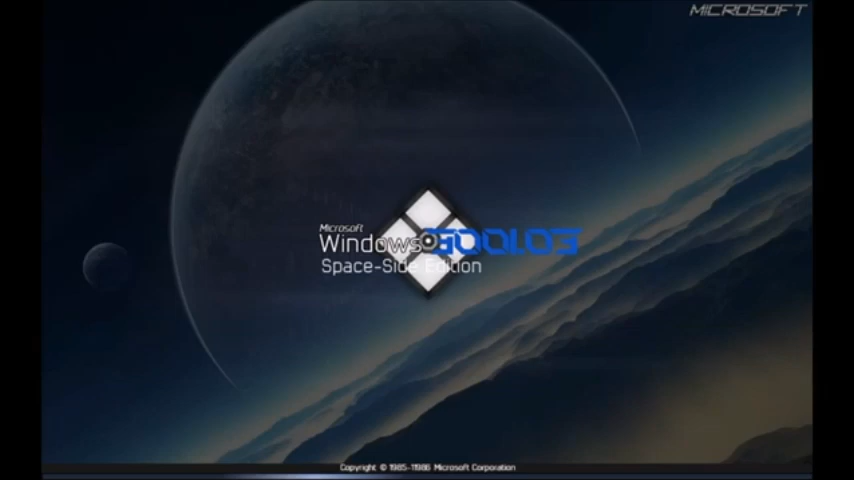 MICROSOFT
Microsoft
Windows
Space-Side Edition
Copyright © 1985-11986 Microsoft Corporation